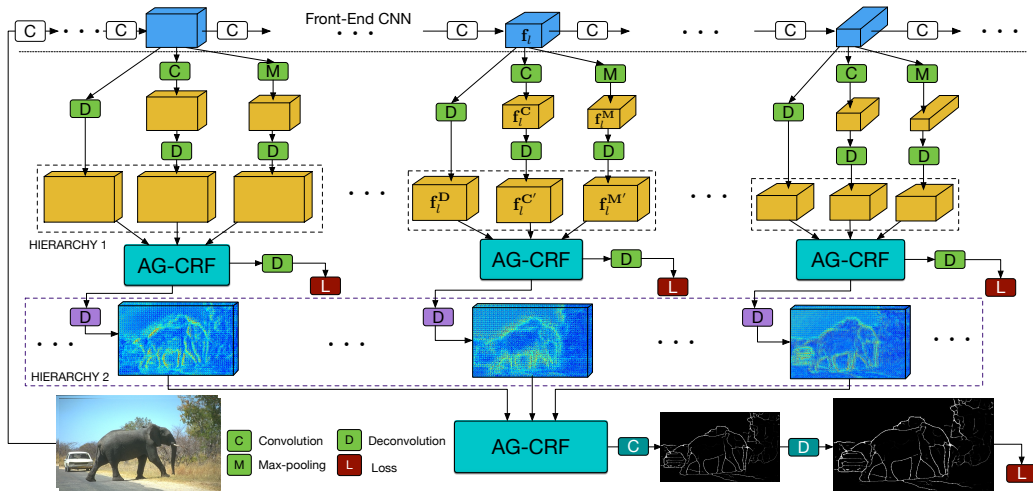 Front-End CNN
C . . . C C . . . C f_l C . . . C C . . .
C M C M C M
D D f_l^C f_l^M D
D D D D D D
f_l^D f_l^C' f_l^M'
HIERARCHY 1
AG-CRF D L AG-CRF D L AG-CRF D L
D D D
HIERARCHY 2
AG-CRF C D L
C Convolution D Deconvolution
M Max-pooling L Loss